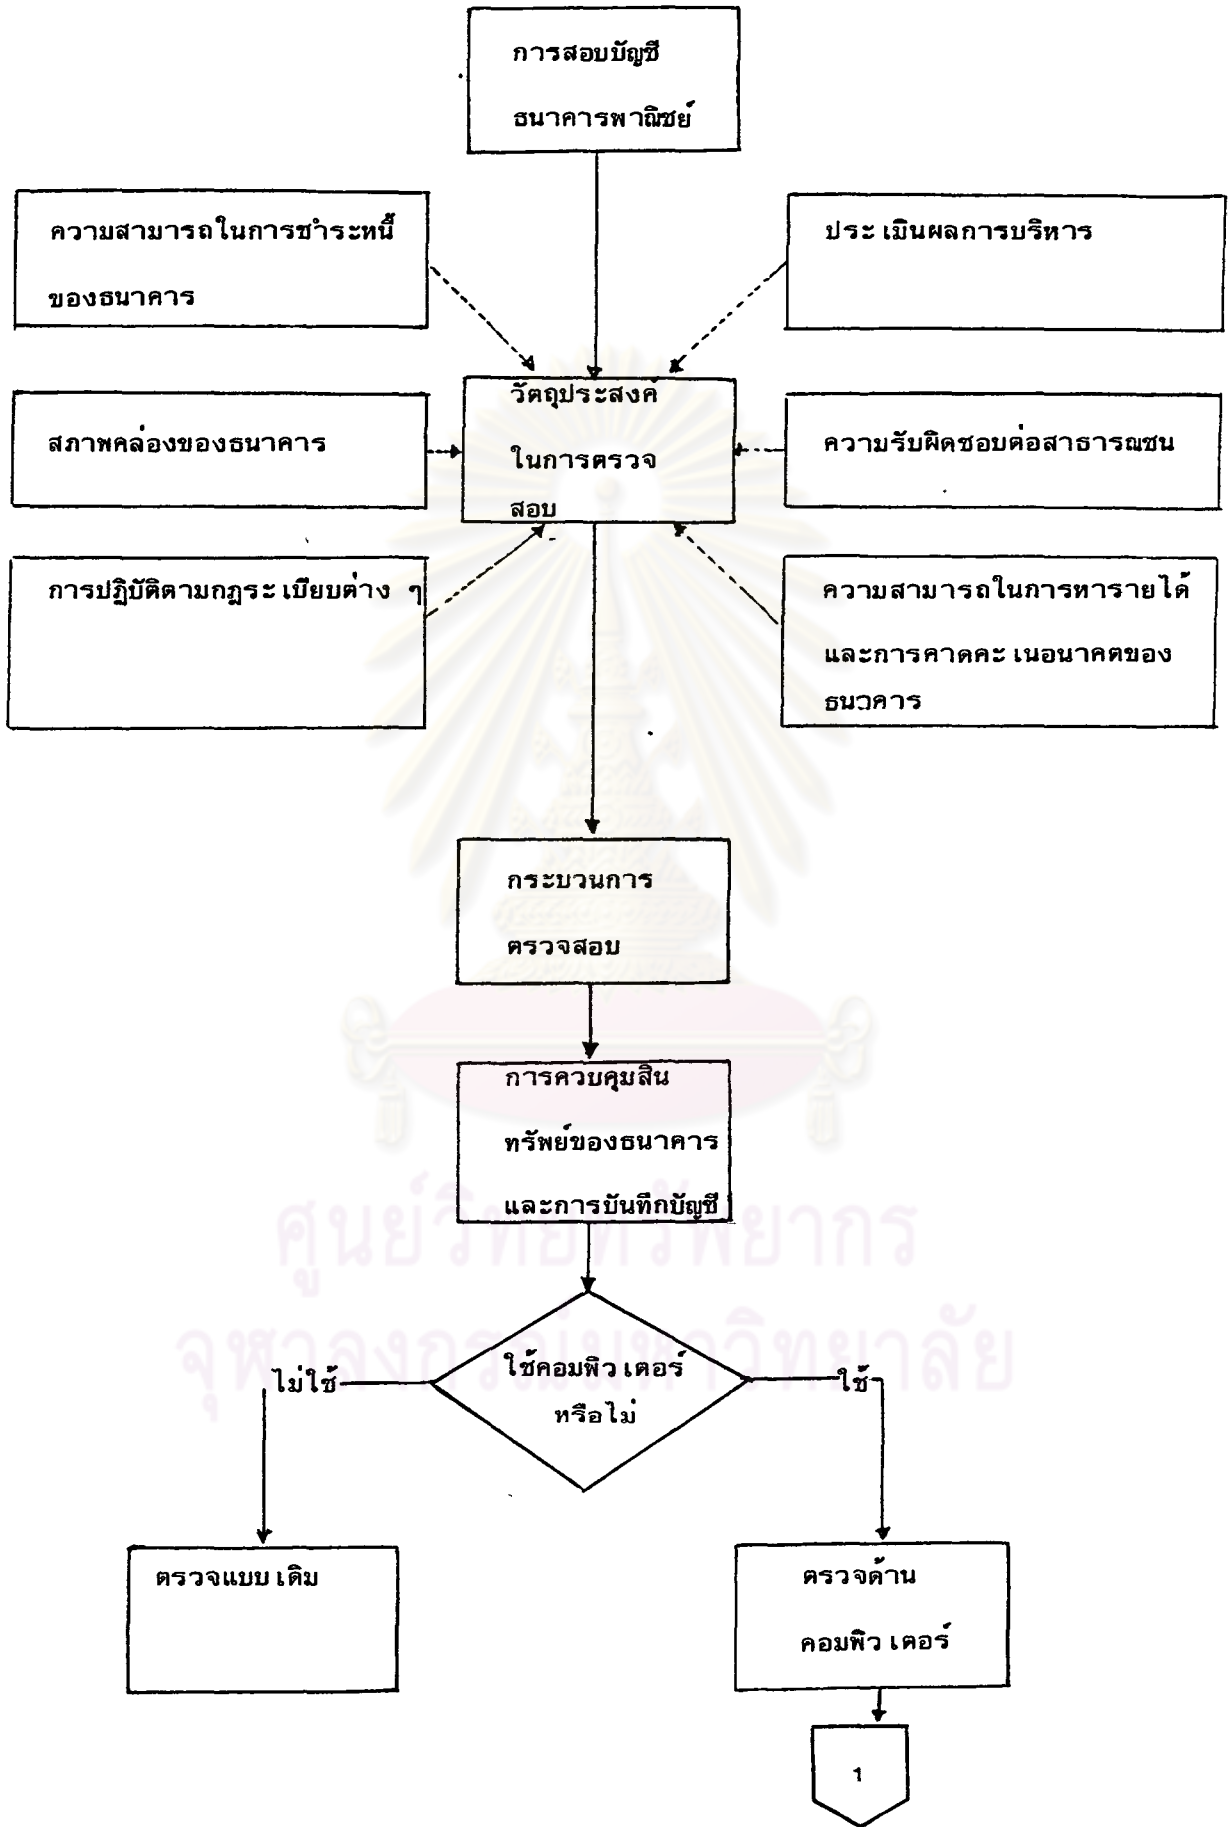 การสอบบัญชี
ธนาคารพาณิชย์
ความสามารถในการชำระหนี้
ของธนาคาร
ประเมินผลการบริหาร
วัตถุประสงค์
ในการตรวจ
สอบ
สภาพคล่องของธนาคาร
ความรับผิดชอบต่อสาธารณชน
การปฏิบัติตามกฎระเบียบต่าง ๆ
ความสามารถในการหารายได้
และการคาดคะเนอนาคตของ
ธนวคาร
กระบวนการ
ตรวจสอบ
การควบคุมสิน
ทรัพย์ของธนาคาร
และการบันทึกบัญชี
ศูนย์วิทยทรัพยากร
จุฬาลงกรณ์มหาวิทยาลัย
ใช้คอมพิวเตอร์
หรือไม่
ไม่ใช้
ใช้
ตรวจแบบเดิม
ตรวจด้าน
คอมพิวเตอร์
1